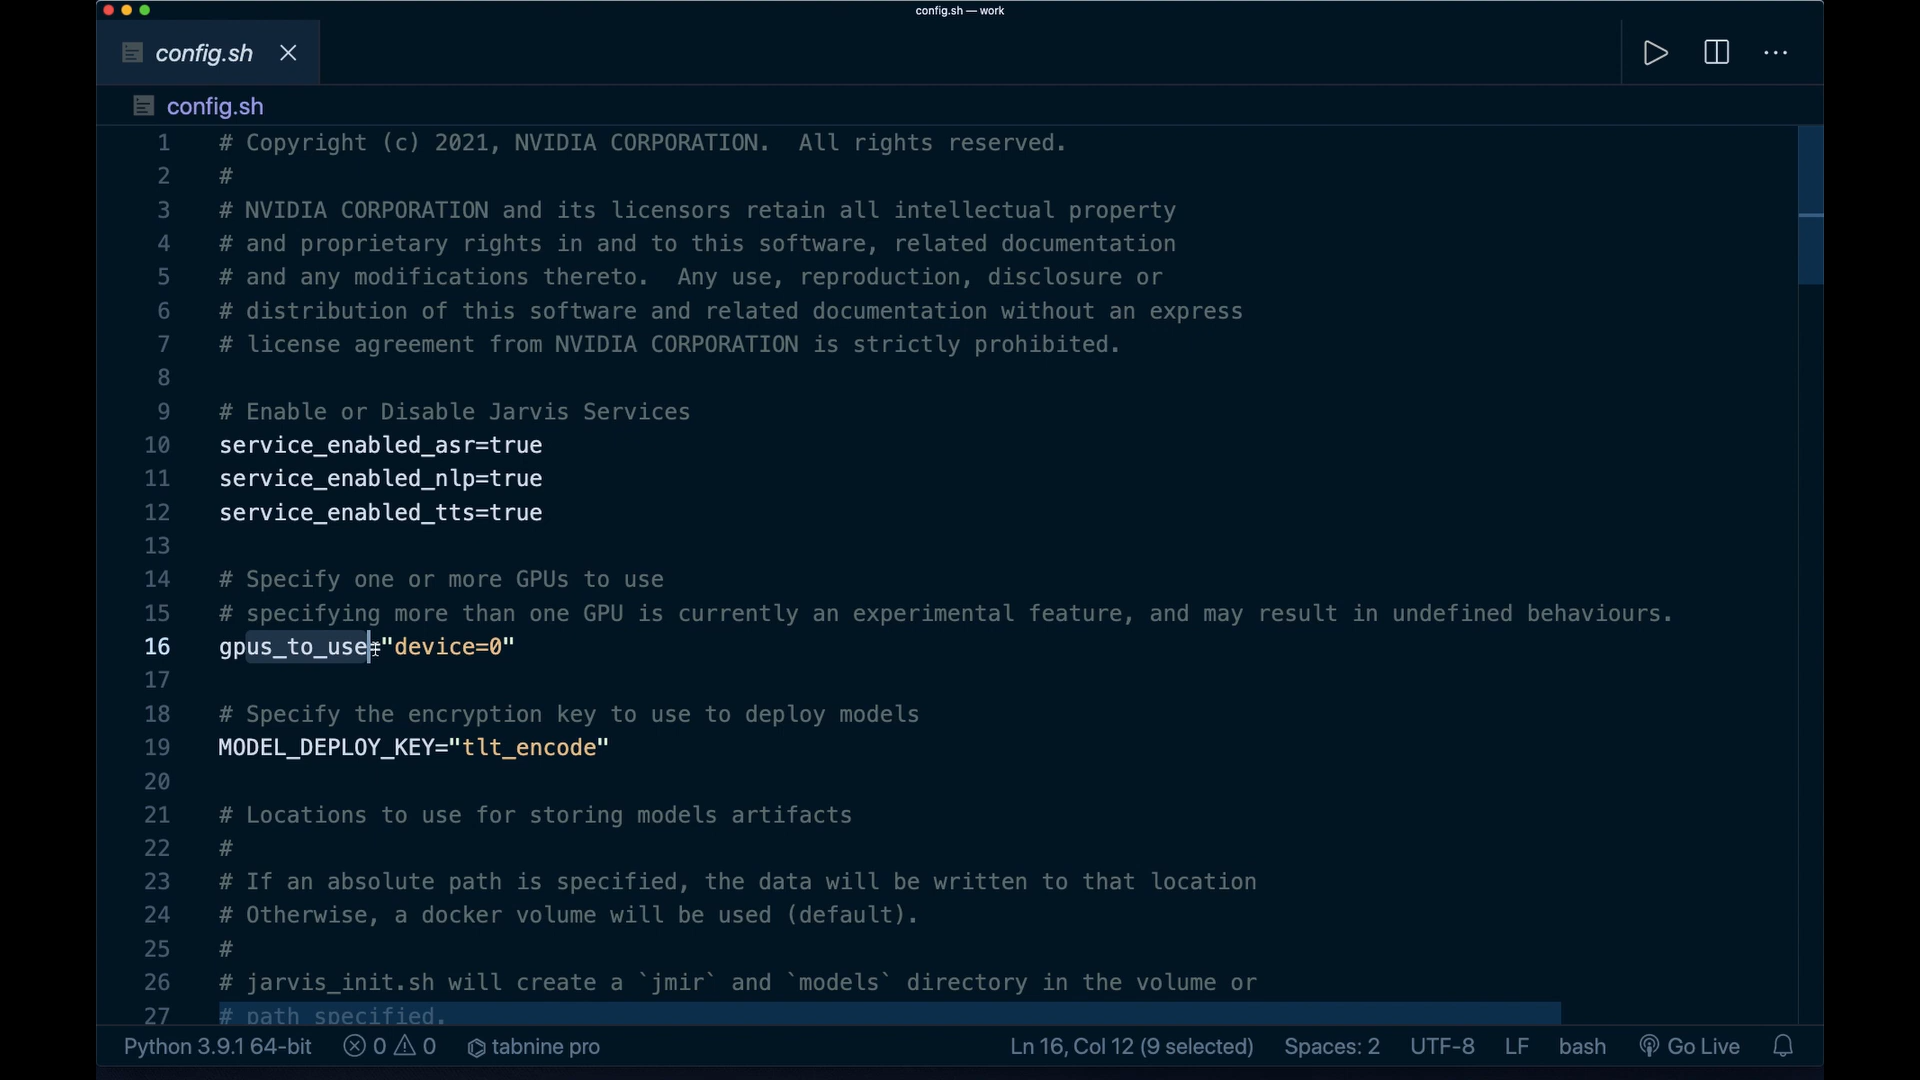 config.sh — work
config.sh
config.sh
1 # Copyright (c) 2021, NVIDIA CORPORATION.  All rights reserved.
2 #
3 # NVIDIA CORPORATION and its licensors retain all intellectual property
4 # and proprietary rights in and to this software, related documentation
5 # and any modifications thereto.  Any use, reproduction, disclosure or
6 # distribution of this software and related documentation without an express
7 # license agreement from NVIDIA CORPORATION is strictly prohibited.
8
9 # Enable or Disable Jarvis Services
10 service_enabled_asr=true
11 service_enabled_nlp=true
12 service_enabled_tts=true
13
14 # Specify one or more GPUs to use
15 # specifying more than one GPU is currently an experimental feature, and may result in undefined behaviours.
16 gpus_to_use="device=0"
17
18 # Specify the encryption key to use to deploy models
19 MODEL_DEPLOY_KEY="tlt_encode"
20
21 # Locations to use for storing models artifacts
22 #
23 # If an absolute path is specified, the data will be written to that location
24 # Otherwise, a docker volume will be used (default).
25 #
26 # jarvis_init.sh will create a `jmir` and `models` directory in the volume or
27 # path specified.
Python 3.9.1 64-bit 0 0 tabnine pro Ln 16, Col 12 (9 selected) Spaces: 2 UTF-8 LF bash Go Live